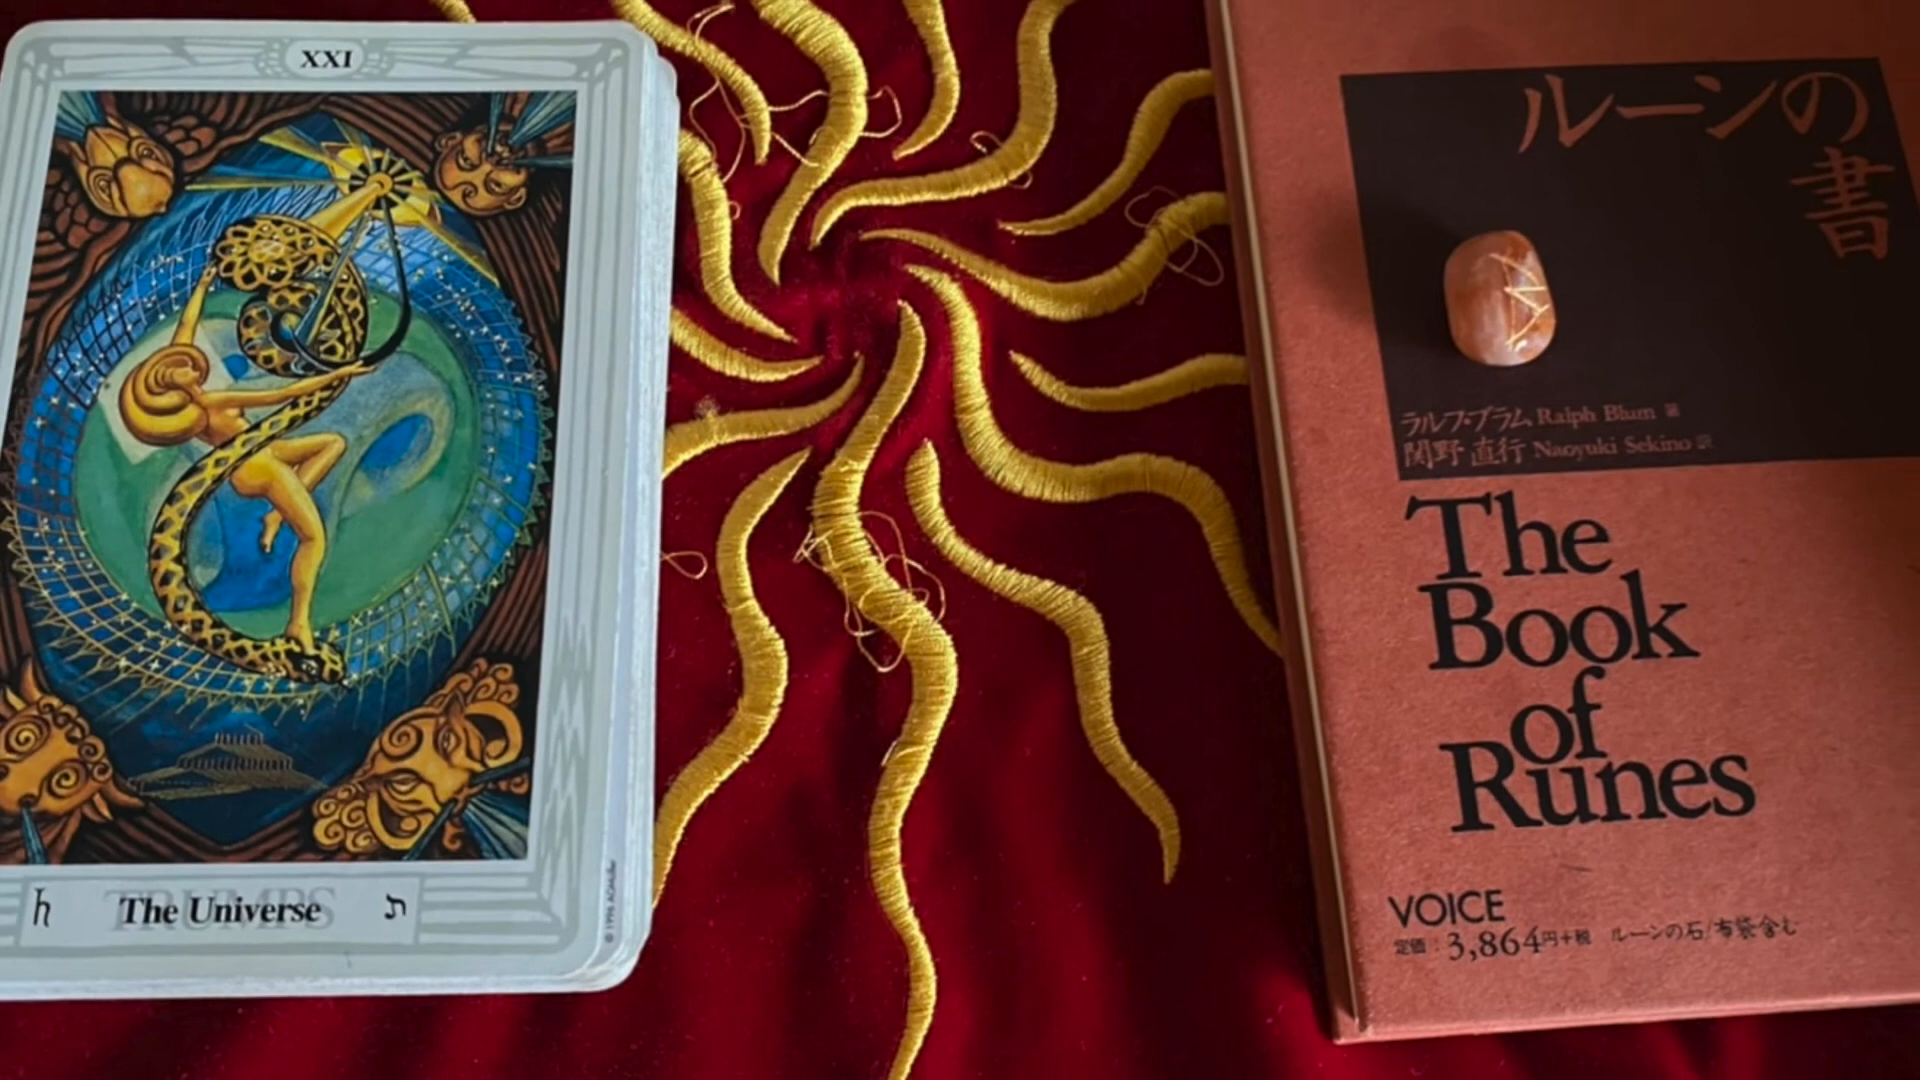 XXI
TRUMPS
♄ The Universe ת
© 1996 AGMüller
ルーンの
書
ラルフ・ブラム Ralph Blum 著
関野 直行 Naoyuki Sekino 訳
The
Book
of
Runes
VOICE
定価：3,864円+税 ルーンの石/布袋含む